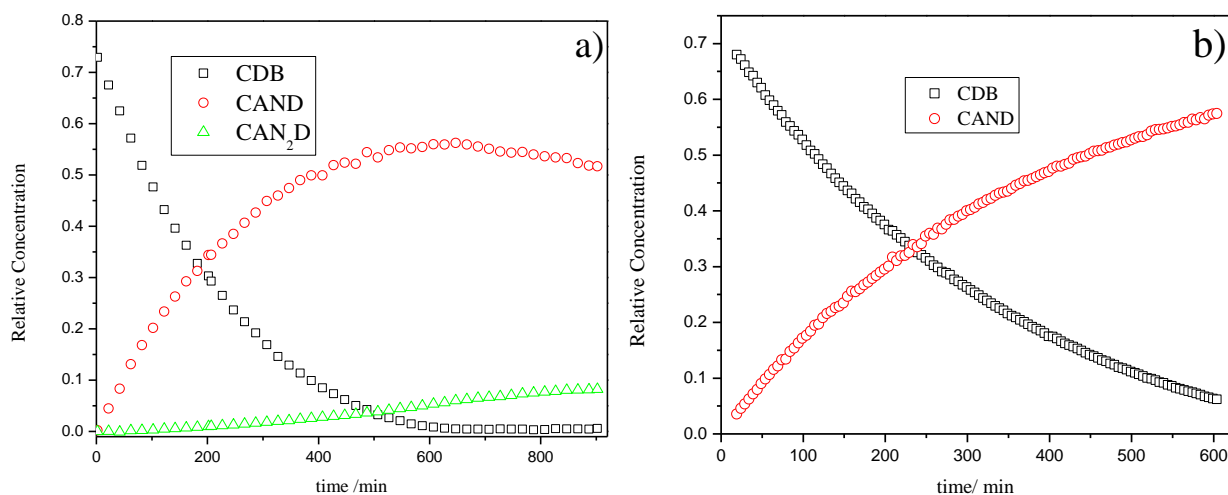 a)
0.8
0.7
0.6
0.5
0.4
0.3
0.2
0.1
0.0
Relative Concentration
CDB
CAND
CAN₂D
0 200 400 600 800
time /min
b)
0.7
0.6
0.5
0.4
0.3
0.2
0.1
0.0
Relative Concentration
CDB
CAND
0 100 200 300 400 500 600
time/ min